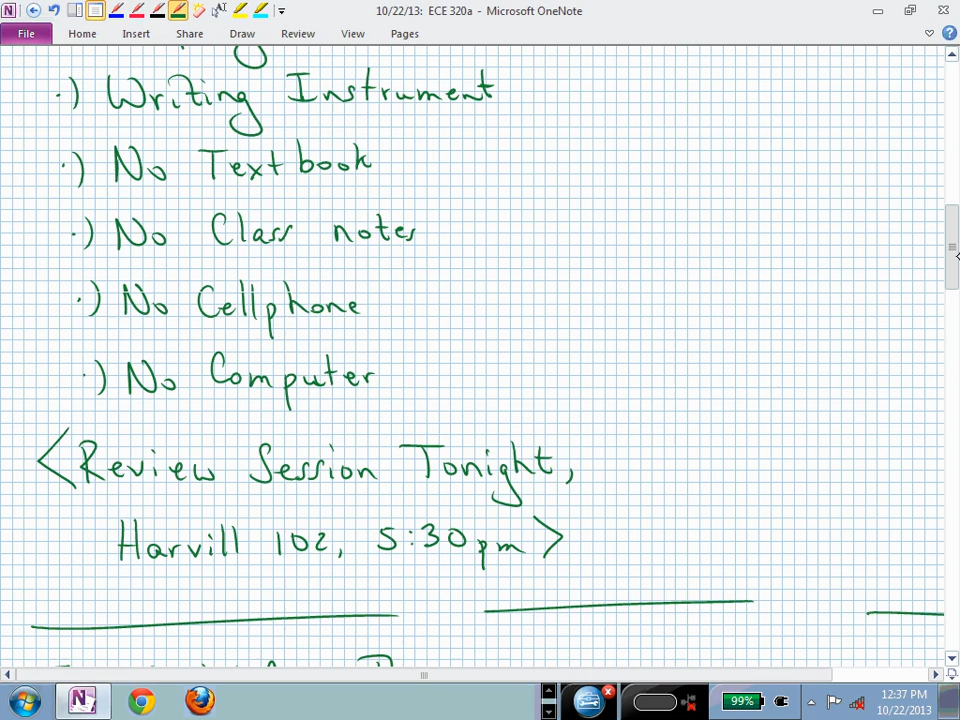 10/22/13: ECE 320a - Microsoft OneNote
File Home Insert Share Draw Review View Pages
·) Writing Instrument
·) No Textbook
·) No Class notes
·) No Cellphone
·) No Computer
<Review Session Tonight,
Harvill 102, 5:30pm>
99%
12:37 PM
10/22/2013